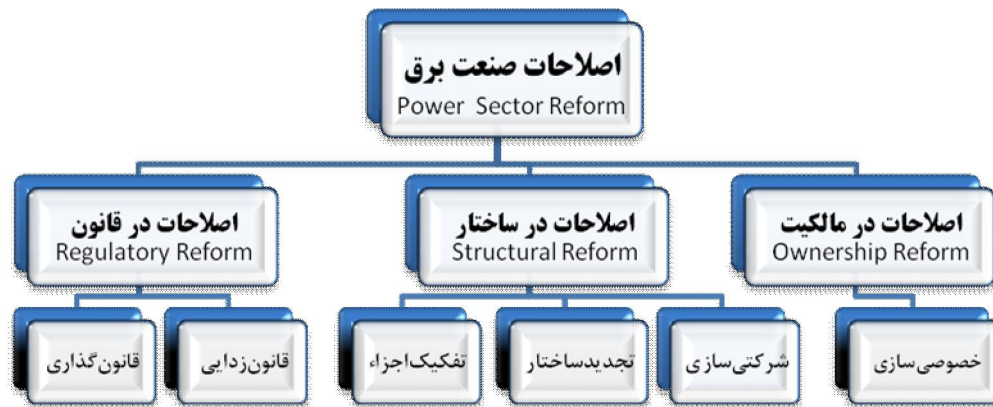 اصلاحات صنعت برق
Power Sector Reform
اصلاحات در مالکیت
Ownership Reform
اصلاحات در ساختار
Structural Reform
اصلاحات در قانون
Regulatory Reform
خصوصی‌سازی
شرکتی‌سازی
تجدیدساختار
تفکیک‌اجزاء
قانون‌زدایی
قانون‌گذاری